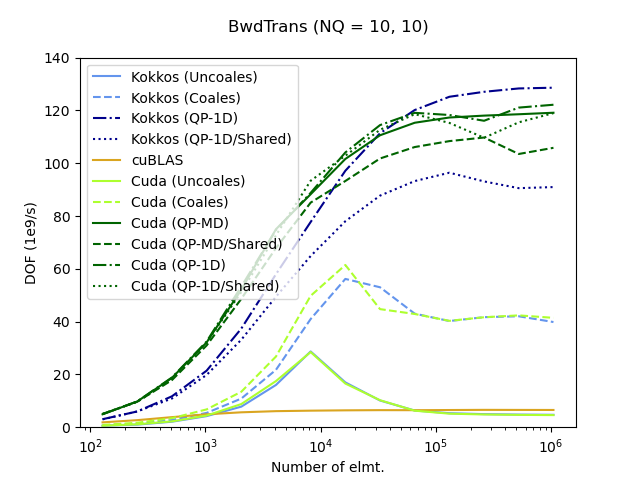 BwdTrans (NQ = 10, 10)
140
120
100
80
60
40
20
0
DOF (1e9/s)
Kokkos (Uncoales)
Kokkos (Coales)
Kokkos (QP-1D)
Kokkos (QP-1D/Shared)
cuBLAS
Cuda (Uncoales)
Cuda (Coales)
Cuda (QP-MD)
Cuda (QP-MD/Shared)
Cuda (QP-1D)
Cuda (QP-1D/Shared)
10² 10³ 10⁴ 10⁵ 10⁶
Number of elmt.